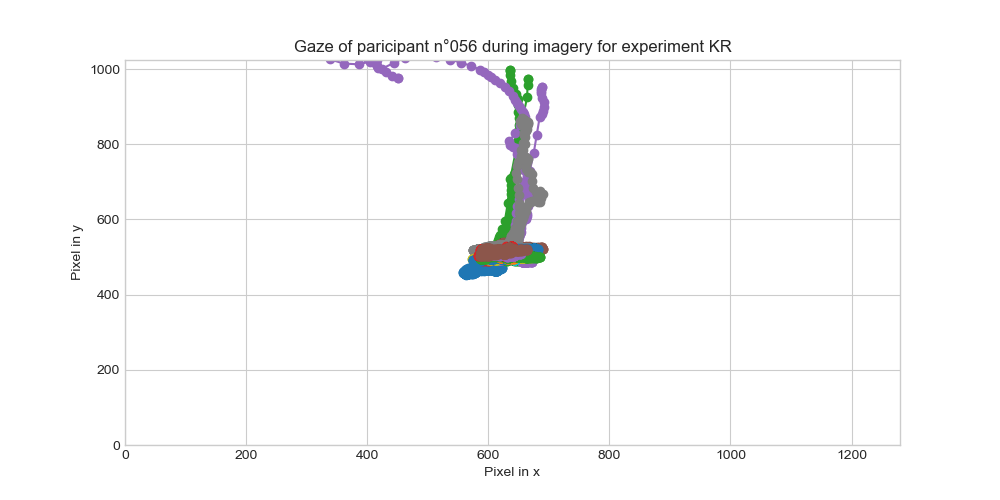 Gaze of paricipant n°056 during imagery for experiment KR
1000
800
600
400
200
0
Pixel in y
0 200 400 600 800 1000 1200
Pixel in x